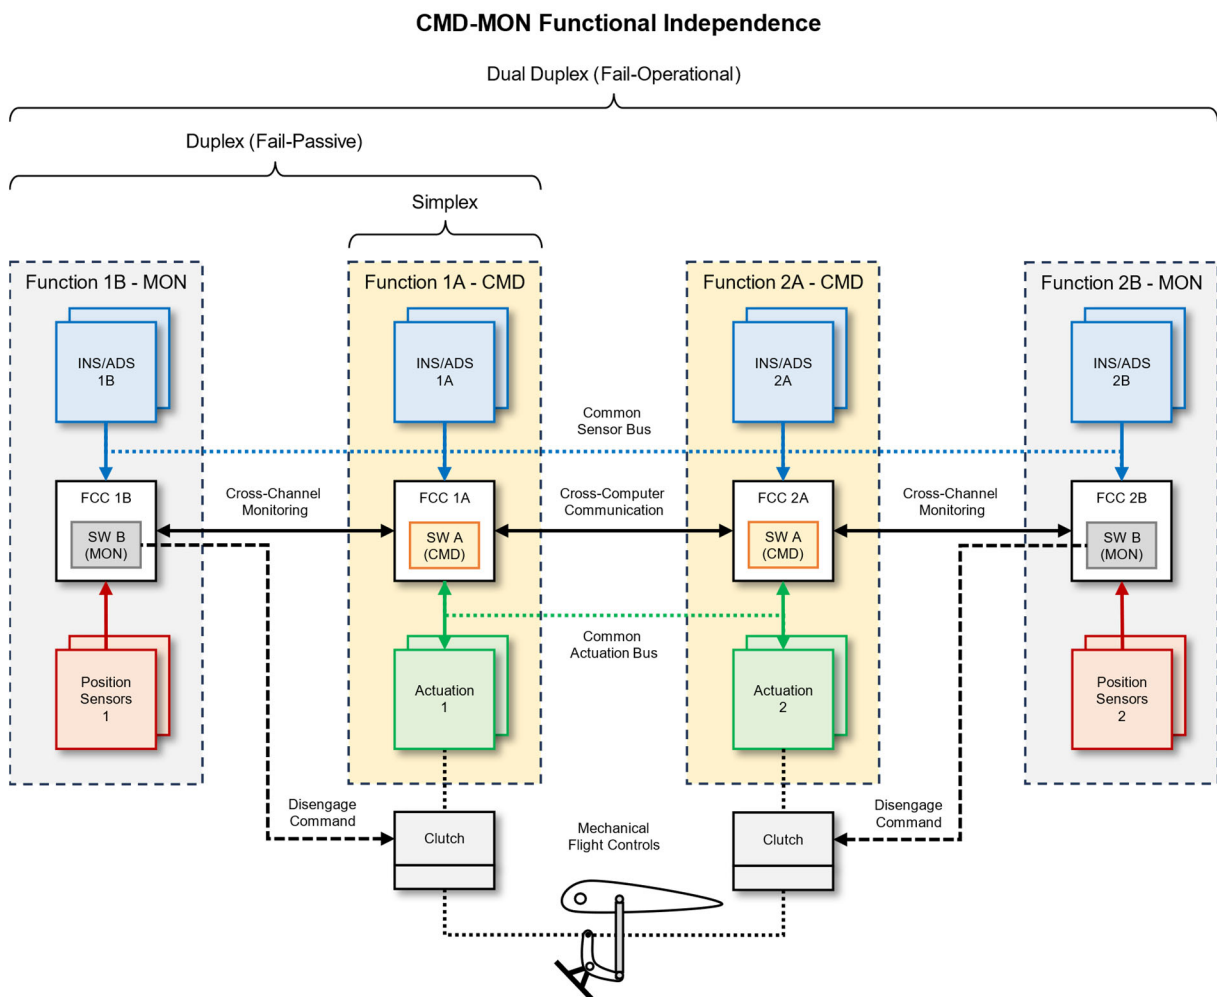 CMD-MON Functional Independence
Dual Duplex (Fail-Operational)
Duplex (Fail-Passive)
Simplex
Function 1B - MON
Function 1A - CMD
Function 2A - CMD
Function 2B - MON
INS/ADS
1B
INS/ADS
1A
INS/ADS
2A
INS/ADS
2B
Common
Sensor Bus
FCC 1B
SW B
(MON)
Cross-Channel
Monitoring
FCC 1A
SW A
(CMD)
Cross-Computer
Communication
FCC 2A
SW A
(CMD)
Cross-Channel
Monitoring
FCC 2B
SW B
(MON)
Common
Actuation Bus
Position
Sensors
1
Actuation
1
Actuation
2
Position
Sensors
2
Disengage
Command
Clutch
Mechanical
Flight Controls
Clutch
Disengage
Command